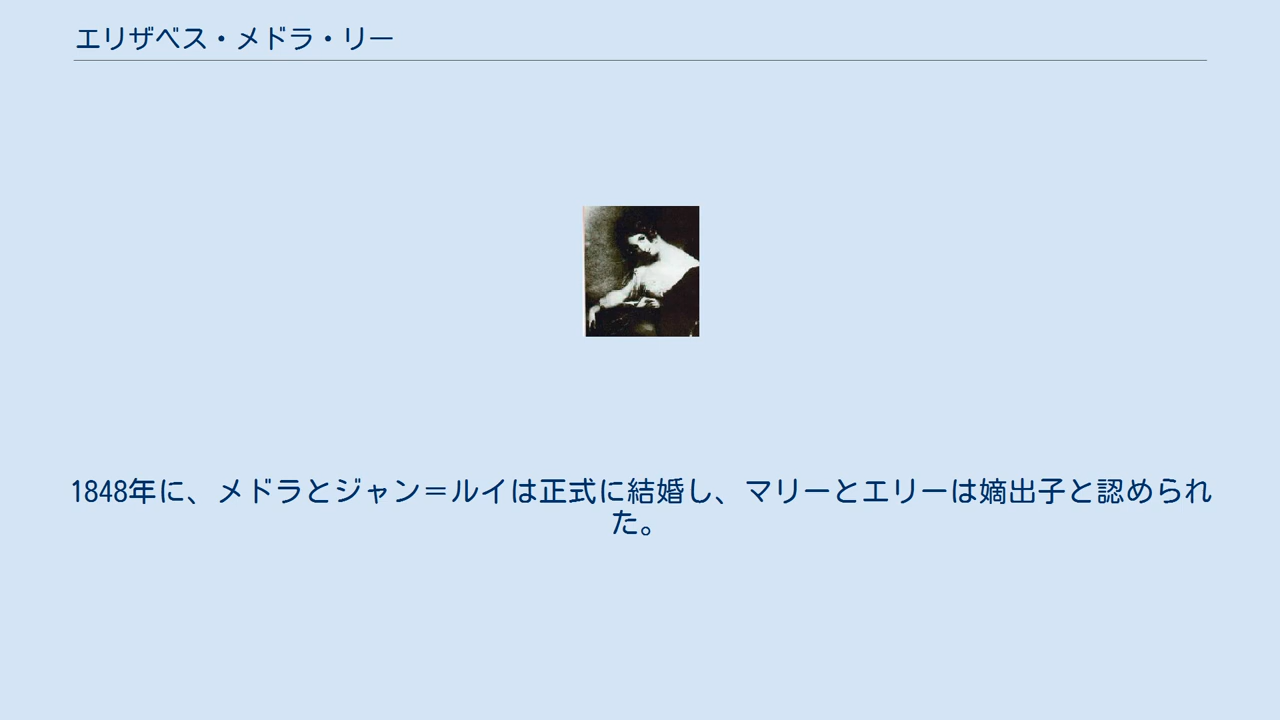 エリザベス・メドラ・リー
1848年に、メドラとジャン＝ルイは正式に結婚し、マリーとエリーは嫡出子と認められ
た。